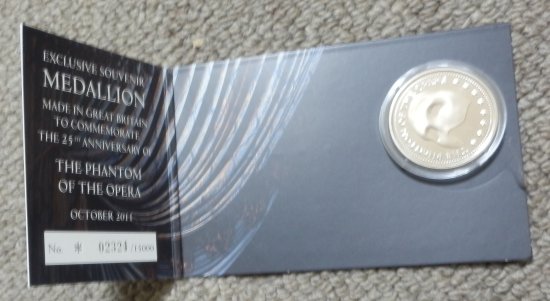 EXCLUSIVE SOUVENIR
MEDALLION
MADE IN GREAT BRITAIN
TO COMMEMORATE
THE 25TH ANNIVERSARY OF
THE PHANTOM
OF THE OPERA
OCTOBER 2011
No. * 02324/15000